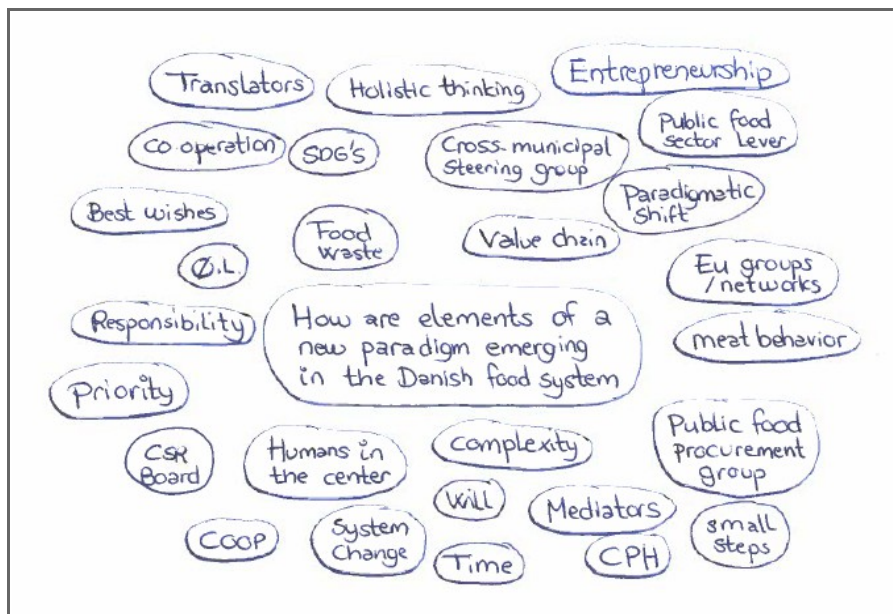 Translators
Holistic thinking
Entrepreneurship
Co operation
SDG's
Cross-municipal
Steering group
Public food
sector lever
Best wishes
Food
waste
Value chain
Paradigmatic
Shift
Ø.L.
Eu groups
/networks
Responsibility
How are elements of a
new paradigm emerging
in the Danish food system
meat behavior
Priority
CSR
Board
Humans in
the center
Complexity
Public food
procurement
group
Will
Mediators
COOP
System
Change
Time
CPH
small
steps